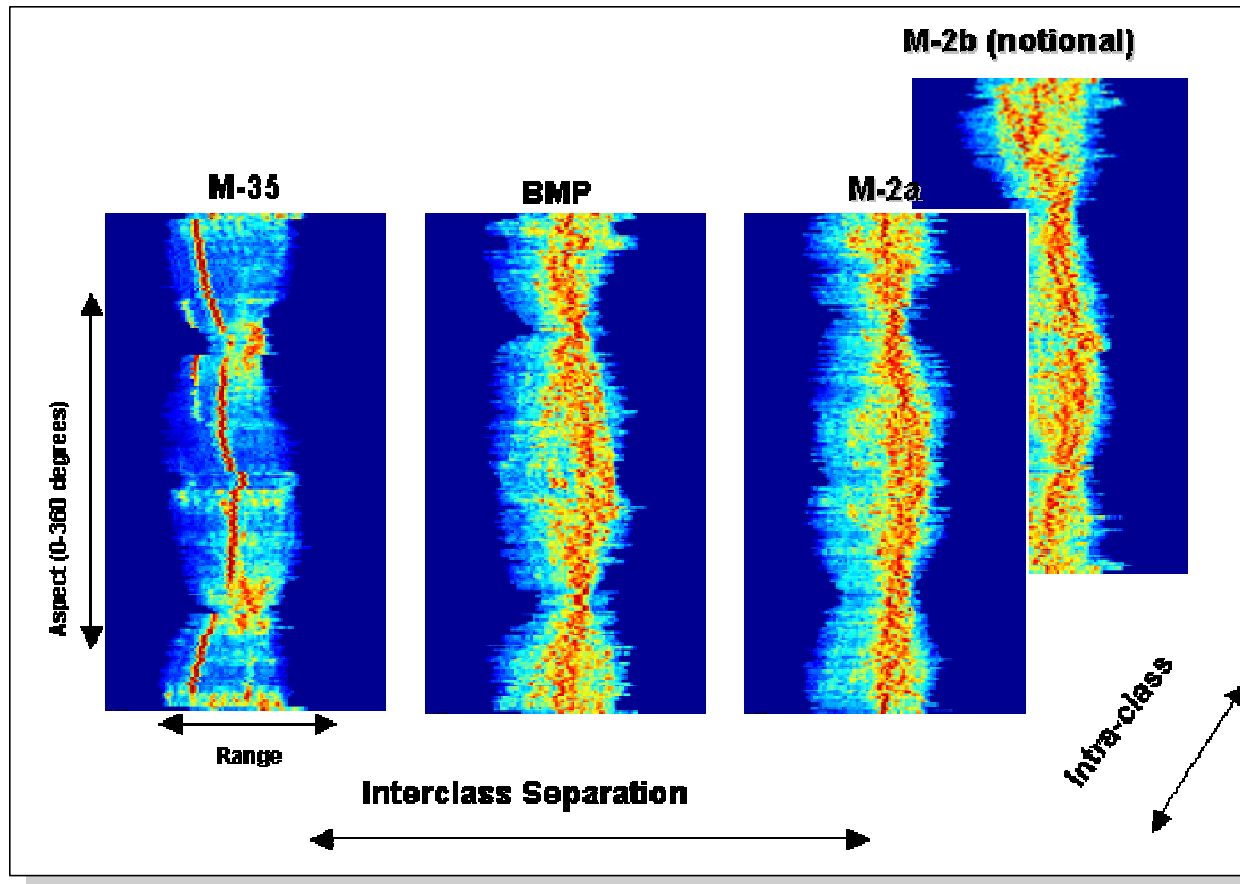 M-2b (notional)
M-35
BMP
M-2a
Aspect (0-360 degrees)
Range
Interclass Separation
Intra-class